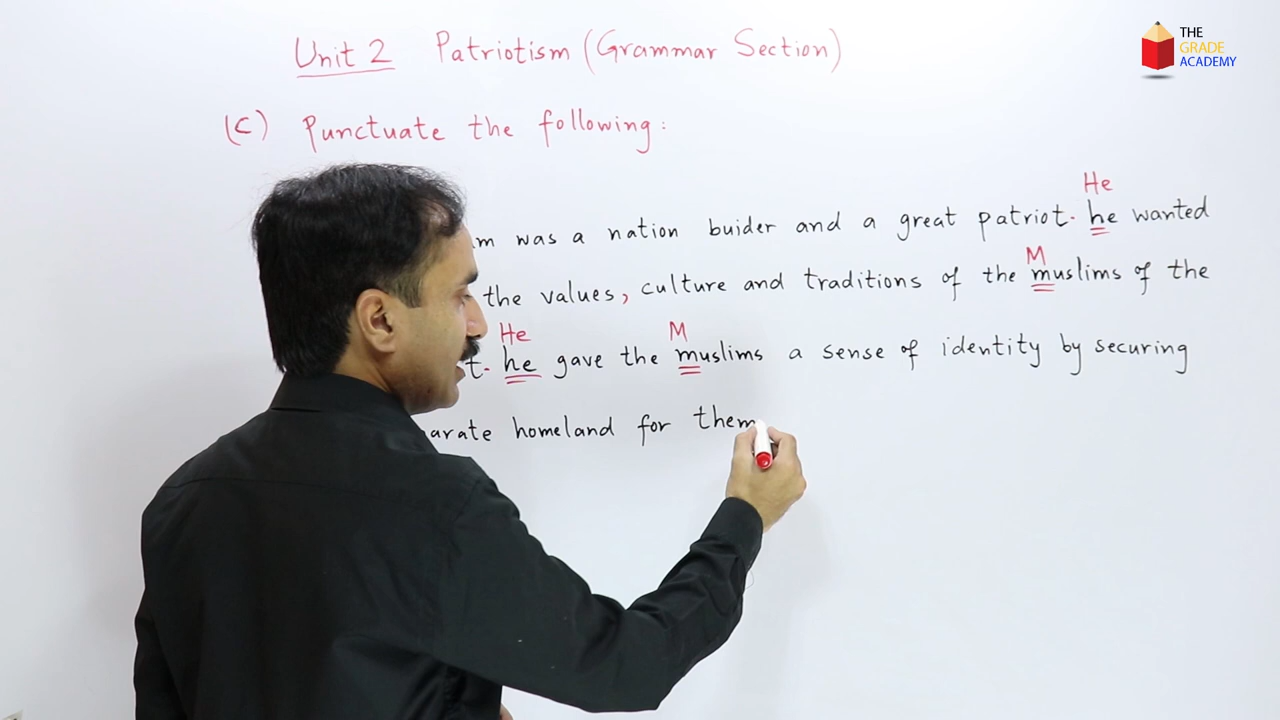 Unit 2 Patriotism (Grammar Section)
THE
GRADE
ACADEMY
(C) Punctuate the following:
He
was a nation buider and a great patriot. he wanted
M
the values, culture and traditions of the muslims of the
He M
he gave the muslims a sense of identity by securing
homeland for them